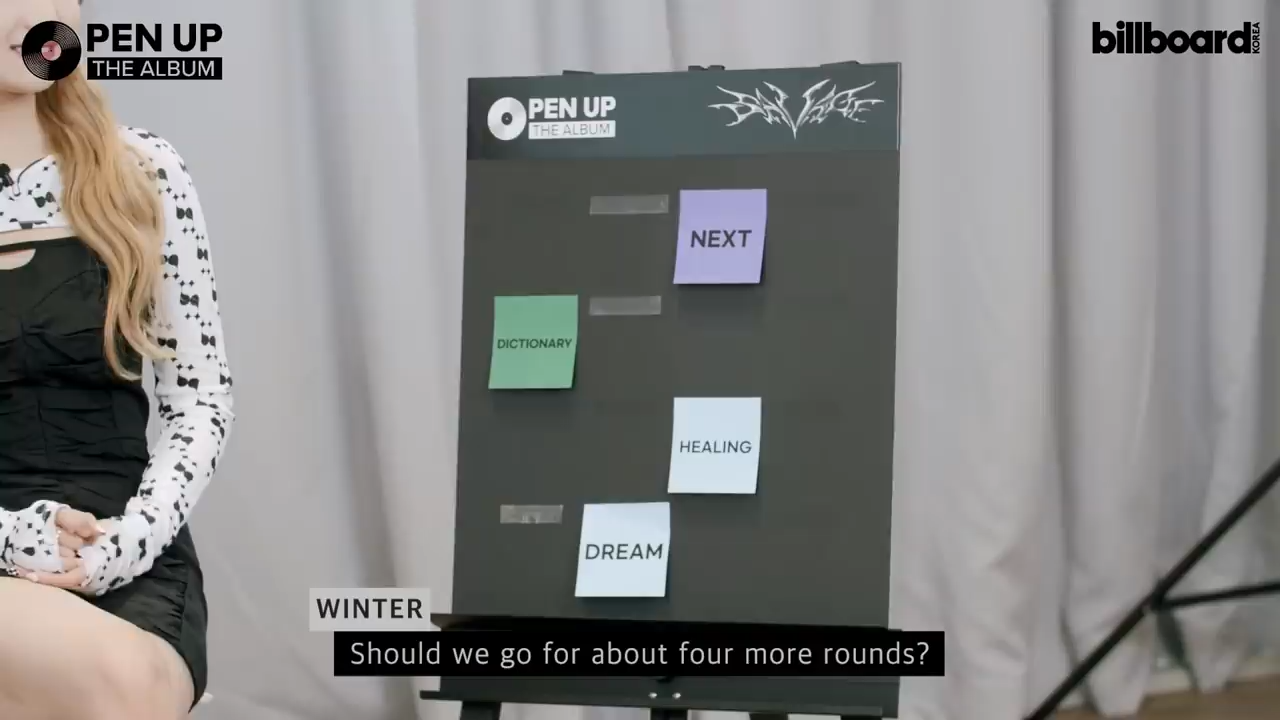 PEN UP
THE ALBUM
billboard
KOREA
PEN UP
THE ALBUM
NEXT
DICTIONARY
HEALING
DREAM
WINTER
Should we go for about four more rounds?